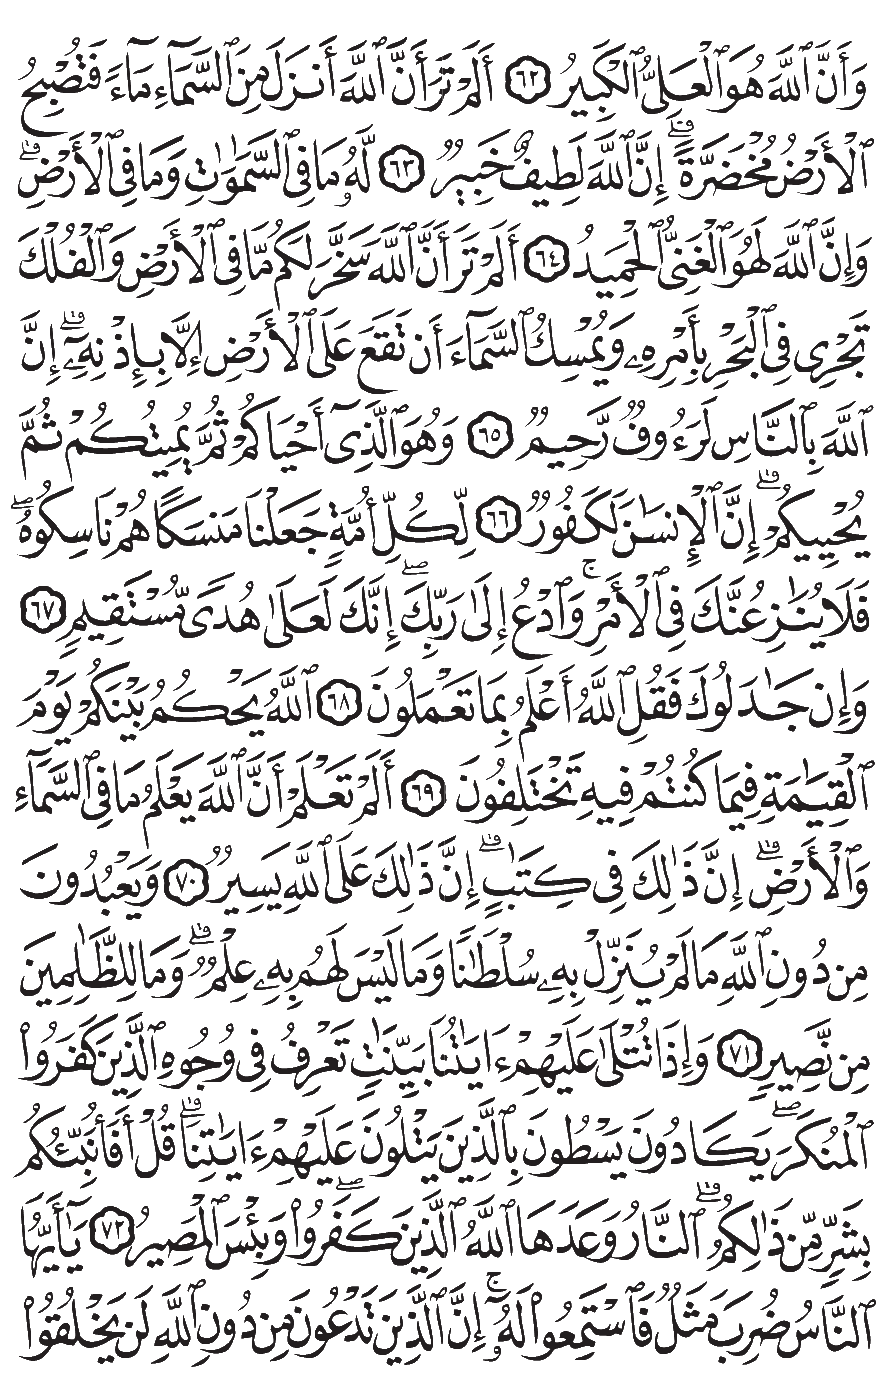 وَأَنَّ ٱللَّهَ هُوَ ٱلْعَلِىُّ ٱلْكَبِيرُ ٦٢ أَلَمْ تَرَ أَنَّ ٱللَّهَ أَنزَلَ مِنَ ٱلسَّمَآءِ مَآءً فَتُصْبِحُ
ٱلْأَرْضُ مُخْضَرَّةً ۗ إِنَّ ٱللَّهَ لَطِيفٌ خَبِيرٌ ٦٣ لَّهُۥ مَا فِى ٱلسَّمَٰوَٰتِ وَمَا فِى ٱلْأَرْضِ ۗ
وَإِنَّ ٱللَّهَ لَهُوَ ٱلْغَنِىُّ ٱلْحَمِيدُ ٦٤ أَلَمْ تَرَ أَنَّ ٱللَّهَ سَخَّرَ لَكُم مَّا فِى ٱلْأَرْضِ وَٱلْفُلْكَ
تَجْرِى فِى ٱلْبَحْرِ بِأَمْرِهِۦ وَيُمْسِكُ ٱلسَّمَآءَ أَن تَقَعَ عَلَى ٱلْأَرْضِ إِلَّا بِإِذْنِهِۦٓ ۗ إِنَّ
ٱللَّهَ بِٱلنَّاسِ لَرَءُوفٌ رَّحِيمٌ ٦٥ وَهُوَ ٱلَّذِىٓ أَحْيَاكُمْ ثُمَّ يُمِيتُكُمْ ثُمَّ
يُحْيِيكُمْ ۗ إِنَّ ٱلْإِنسَٰنَ لَكَفُورٌ ٦٦ لِّكُلِّ أُمَّةٍ جَعَلْنَا مَنسَكًا هُمْ نَاسِكُوهُ ۖ
فَلَا يُنَٰزِعُنَّكَ فِى ٱلْأَمْرِ ۚ وَٱدْعُ إِلَىٰ رَبِّكَ ۖ إِنَّكَ لَعَلَىٰ هُدًى مُّسْتَقِيمٍ ٦٧
وَإِن جَٰدَلُوكَ فَقُلِ ٱللَّهُ أَعْلَمُ بِمَا تَعْمَلُونَ ٦٨ ٱللَّهُ يَحْكُمُ بَيْنَكُمْ يَوْمَ
ٱلْقِيَٰمَةِ فِيمَا كُنتُمْ فِيهِ تَخْتَلِفُونَ ٦٩ أَلَمْ تَعْلَمْ أَنَّ ٱللَّهَ يَعْلَمُ مَا فِى ٱلسَّمَآءِ
وَٱلْأَرْضِ ۗ إِنَّ ذَٰلِكَ فِى كِتَٰبٍ ۗ إِنَّ ذَٰلِكَ عَلَى ٱللَّهِ يَسِيرٌ ٧٠ وَيَعْبُدُونَ
مِن دُونِ ٱللَّهِ مَا لَمْ يُنَزِّلْ بِهِۦ سُلْطَٰنًا وَمَا لَيْسَ لَهُم بِهِۦ عِلْمٌ ۗ وَمَا لِلظَّٰلِمِينَ
مِن نَّصِيرٍ ٧١ وَإِذَا تُتْلَىٰ عَلَيْهِمْ ءَايَٰتُنَا بَيِّنَٰتٍ تَعْرِفُ فِى وُجُوهِ ٱلَّذِينَ كَفَرُوا۟
ٱلْمُنكَرَ ۖ يَكَادُونَ يَسْطُونَ بِٱلَّذِينَ يَتْلُونَ عَلَيْهِمْ ءَايَٰتِنَا ۗ قُلْ أَفَأُنَبِّئُكُم
بِشَرٍّ مِّن ذَٰلِكُمُ ۗ ٱلنَّارُ وَعَدَهَا ٱللَّهُ ٱلَّذِينَ كَفَرُوا۟ ۖ وَبِئْسَ ٱلْمَصِيرُ ٧٢ يَٰٓأَيُّهَا
ٱلنَّاسُ ضُرِبَ مَثَلٌ فَٱسْتَمِعُوا۟ لَهُۥٓ ۚ إِنَّ ٱلَّذِينَ تَدْعُونَ مِن دُونِ ٱللَّهِ لَن يَخْلُقُوا۟